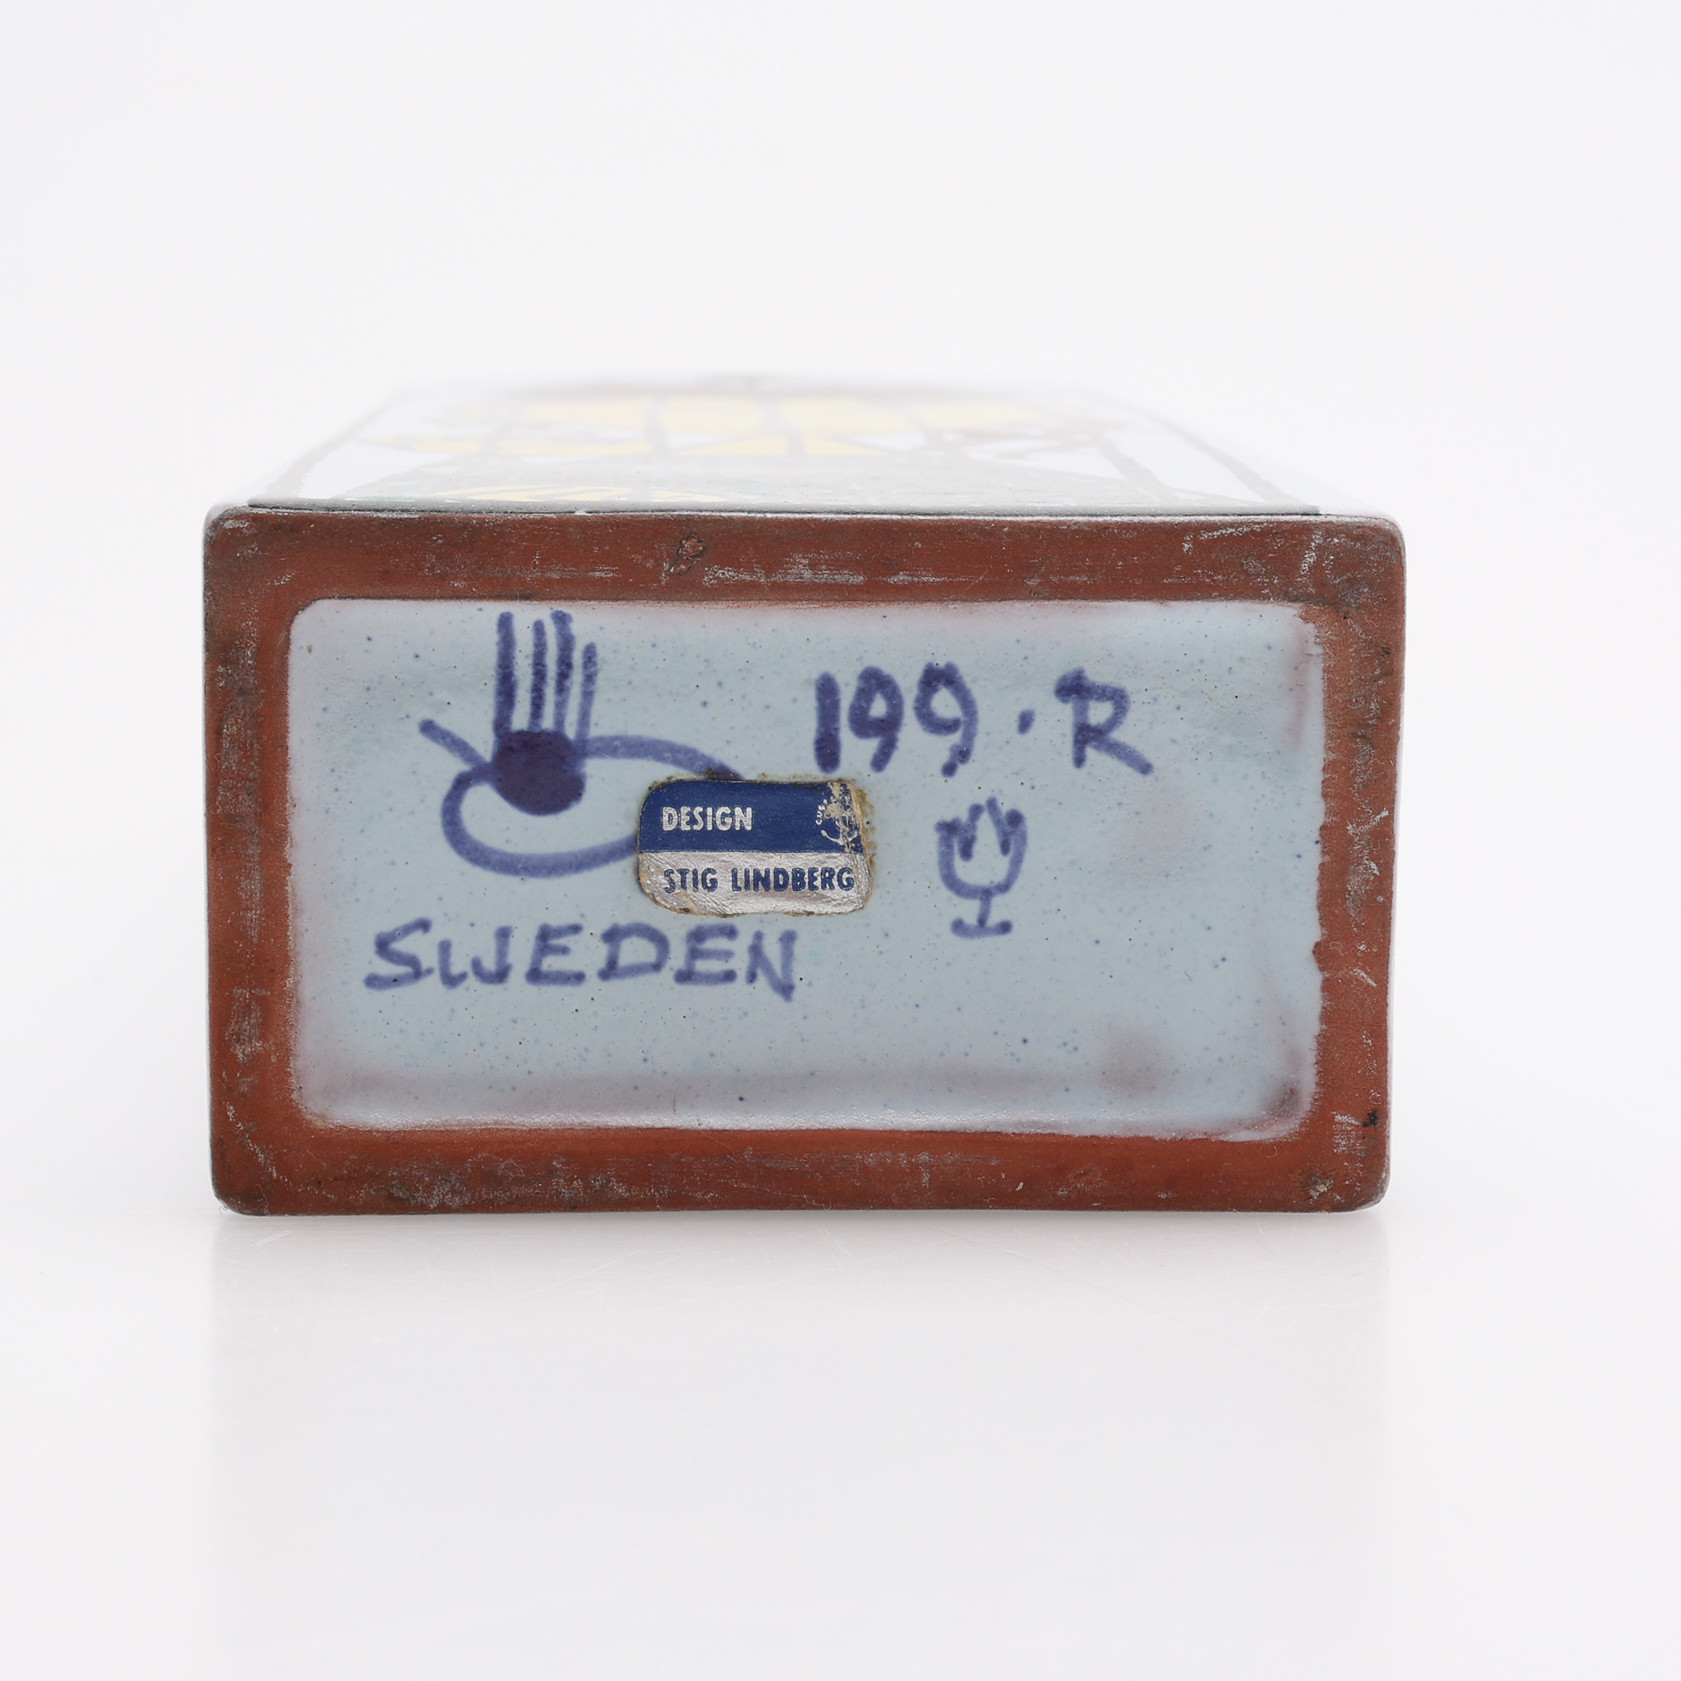 199 · R
DESIGN
STIG LINDBERG
SWEDEN